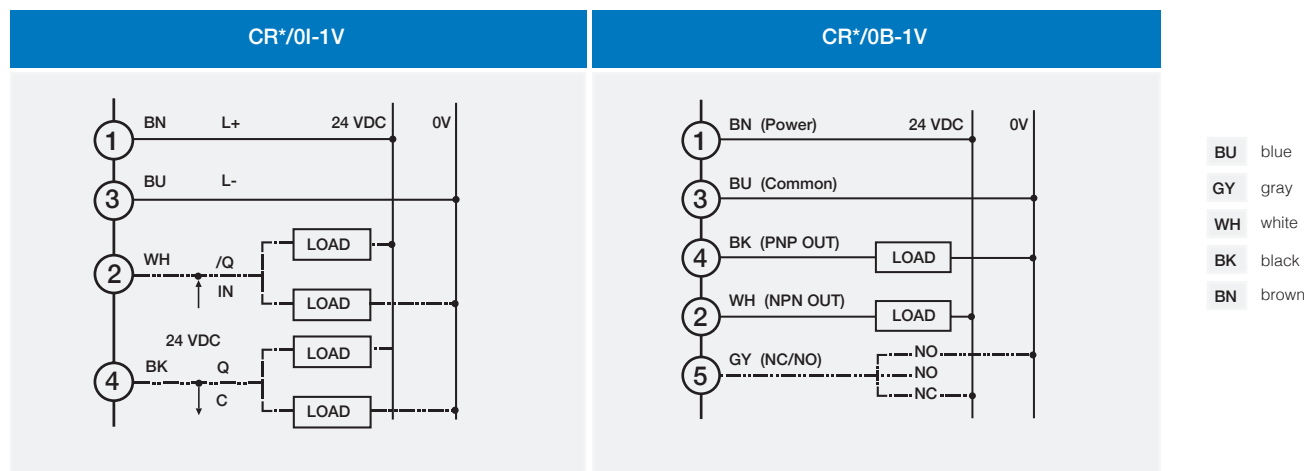 CR*/0I-1V
1 BN L+ 24 VDC 0V
3 BU L-
LOAD
2 WH /Q
IN
LOAD
24 VDC
LOAD
4 BK Q
C
LOAD
CR*/0B-1V
1 BN (Power) 24 VDC 0V
3 BU (Common)
4 BK (PNP OUT) LOAD
2 WH (NPN OUT) LOAD
5 GY (NC/NO) NO
NO
NC
BU blue
GY gray
WH white
BK black
BN brown